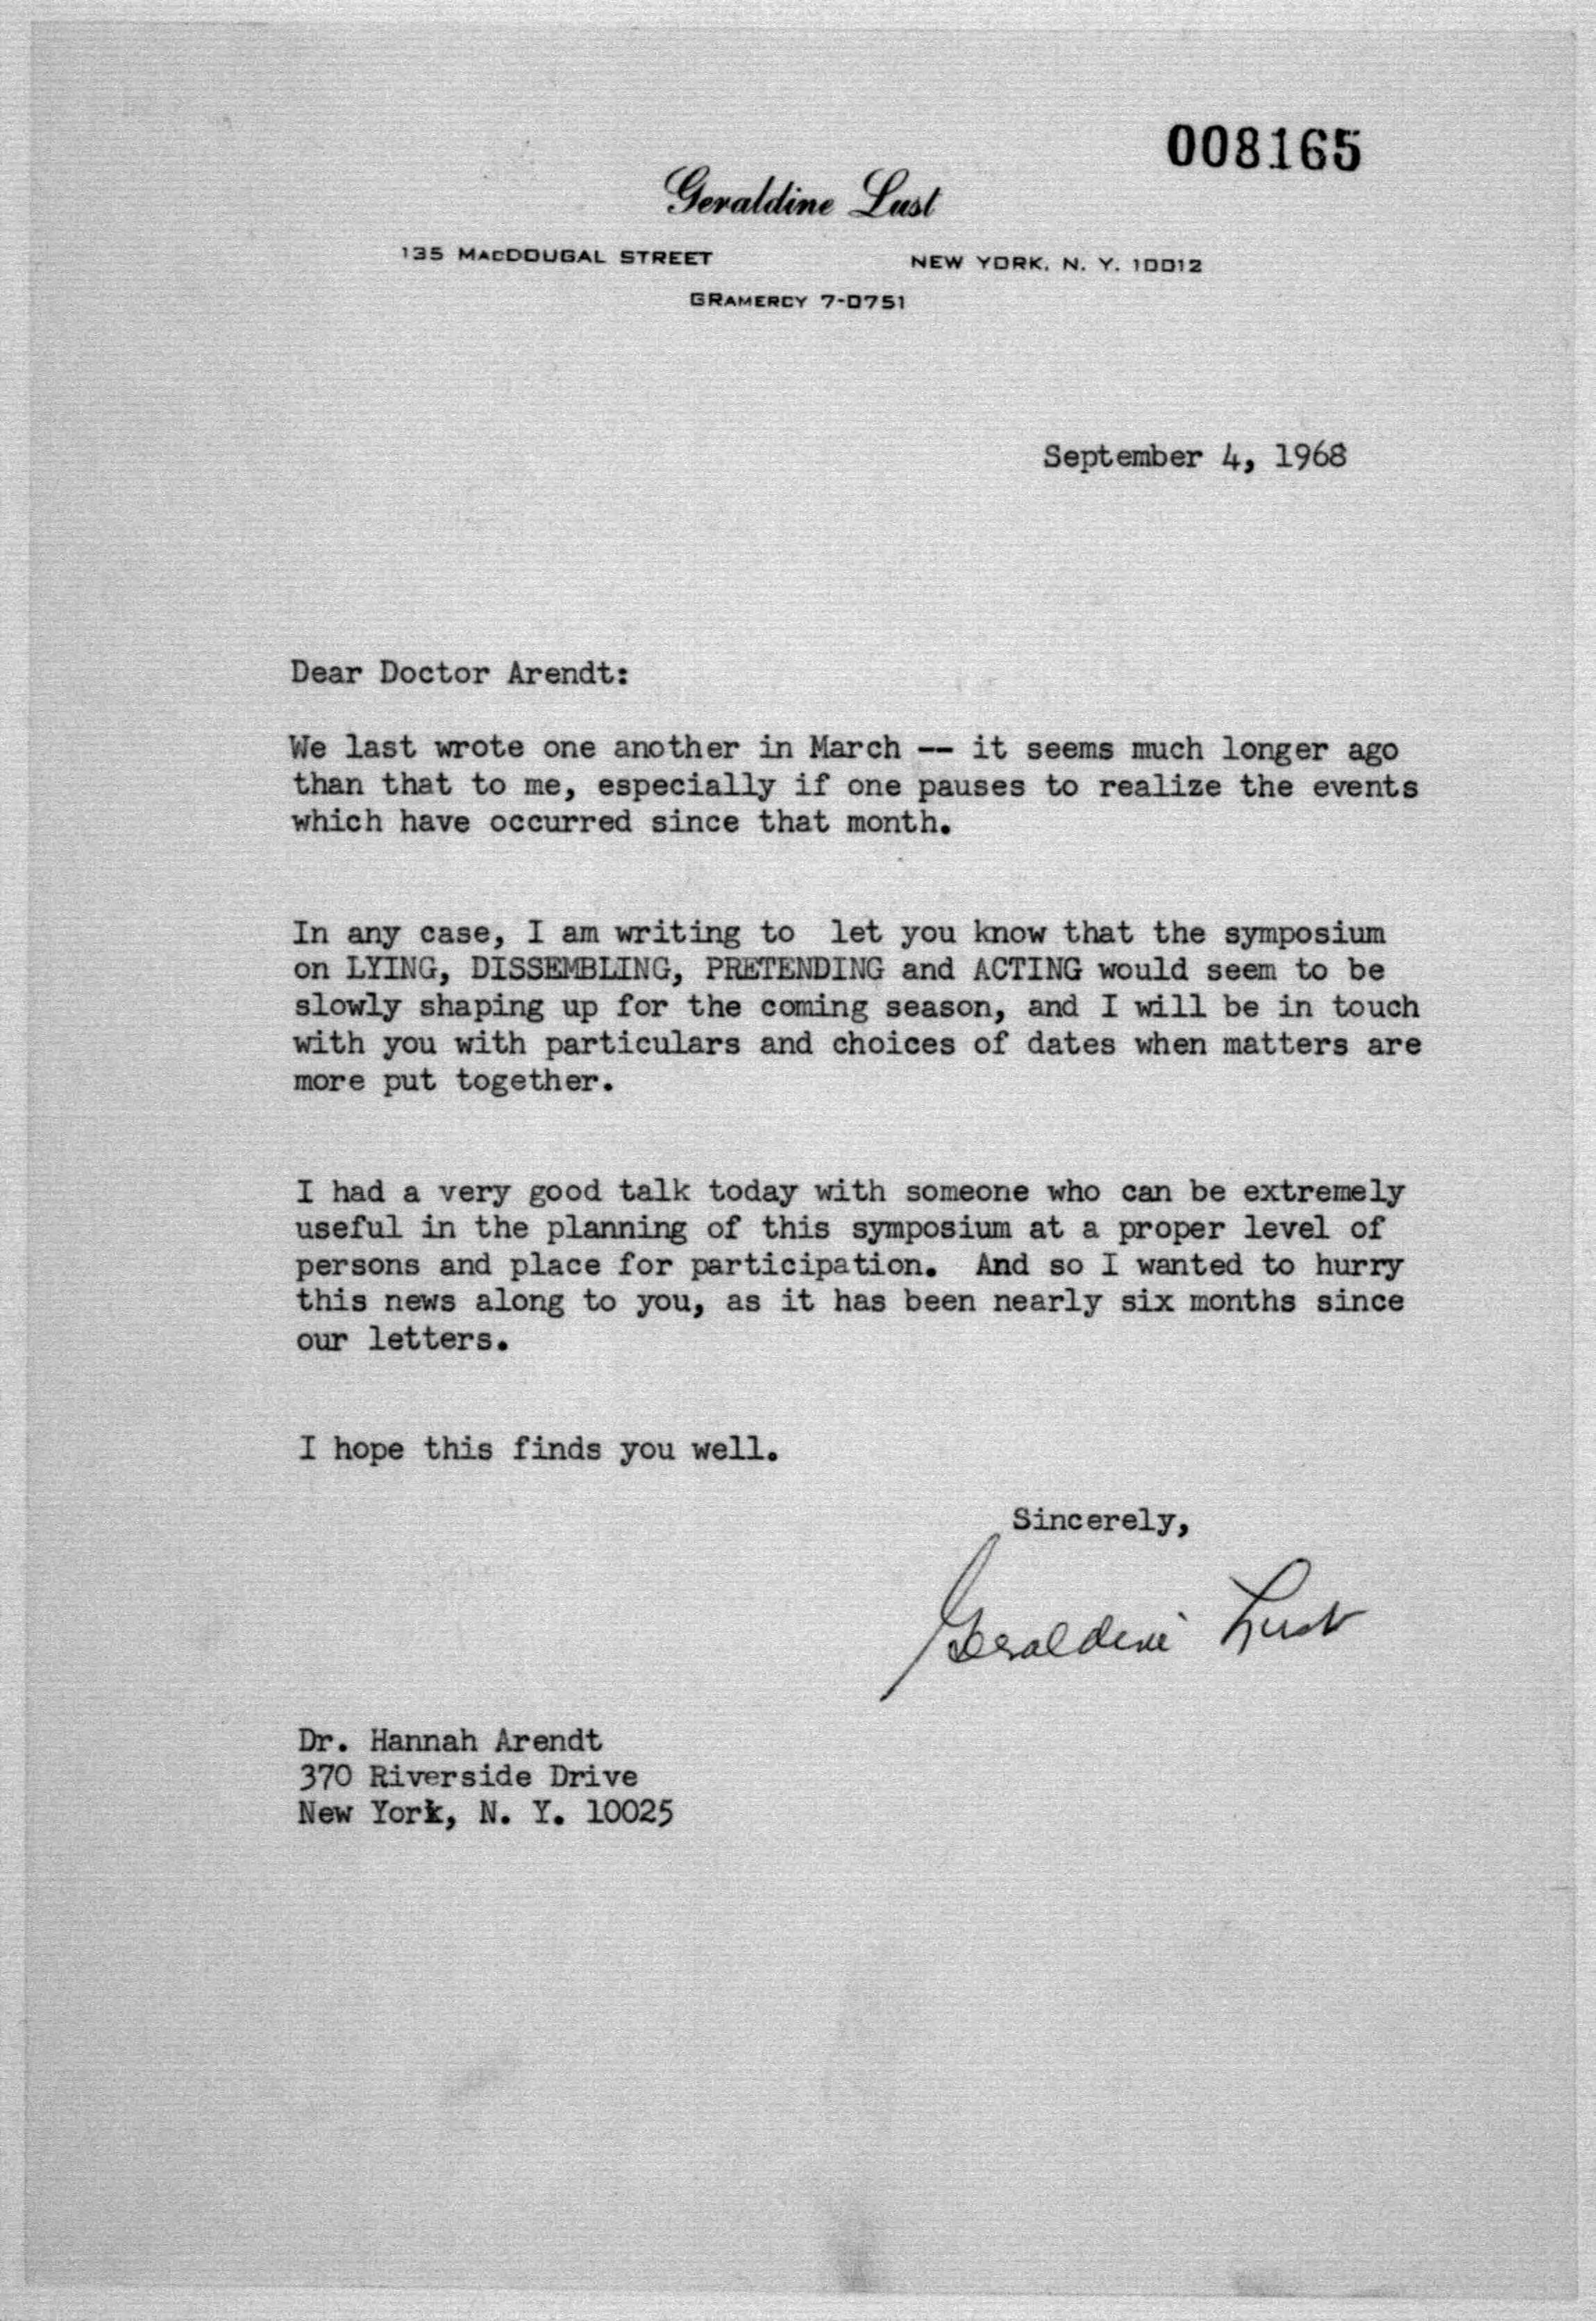 008165
Geraldine Lust
135 MacDOUGAL STREET NEW YORK, N. Y. 10012
GRAMERCY 7-0751
September 4, 1968
Dear Doctor Arendt:
We last wrote one another in March -- it seems much longer ago
than that to me, especially if one pauses to realize the events
which have occurred since that month.
In any case, I am writing to let you know that the symposium
on LYING, DISSEMBLING, PRETENDING and ACTING would seem to be
slowly shaping up for the coming season, and I will be in touch
with you with particulars and choices of dates when matters are
more put together.
I had a very good talk today with someone who can be extremely
useful in the planning of this symposium at a proper level of
persons and place for participation. And so I wanted to hurry
this news along to you, as it has been nearly six months since
our letters.
I hope this finds you well.
Sincerely,
Geraldine Lust
Dr. Hannah Arendt
370 Riverside Drive
New York, N. Y. 10025